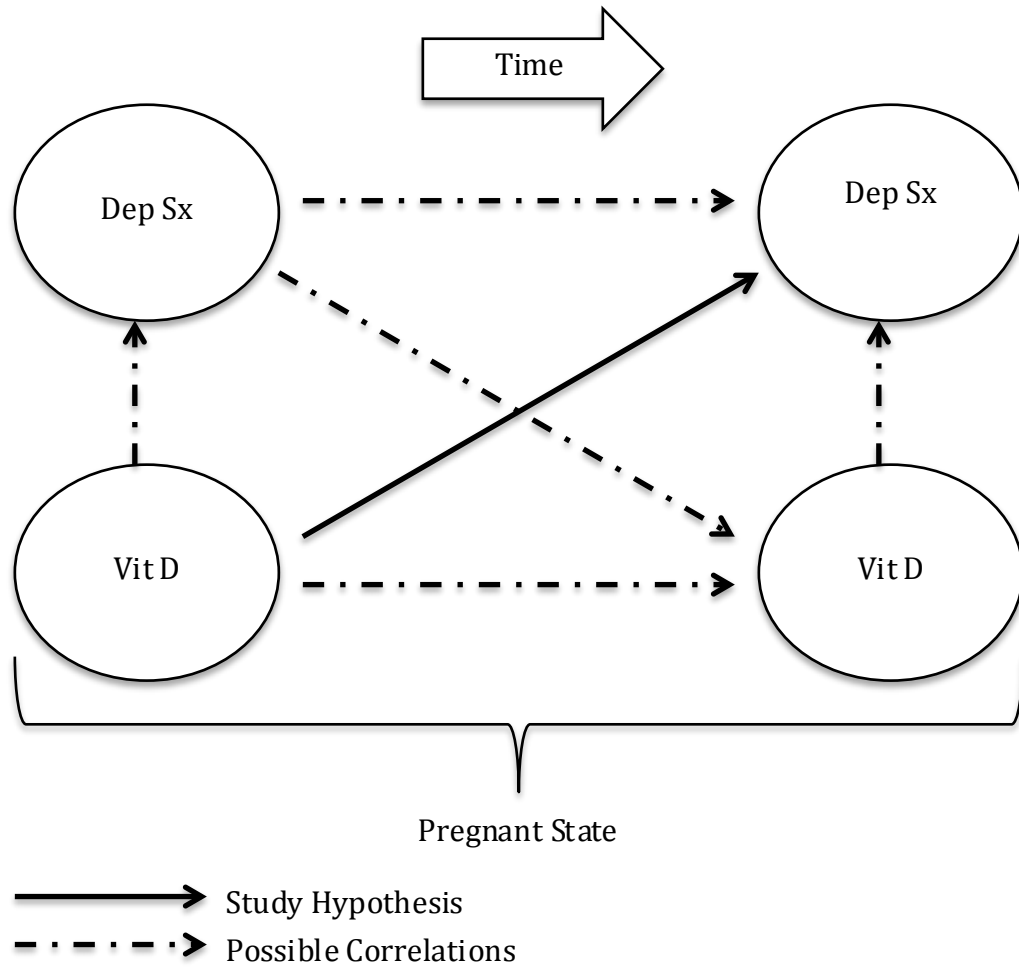 Time
Dep Sx
Dep Sx
Vit D
Vit D
Pregnant State
Study Hypothesis
Possible Correlations